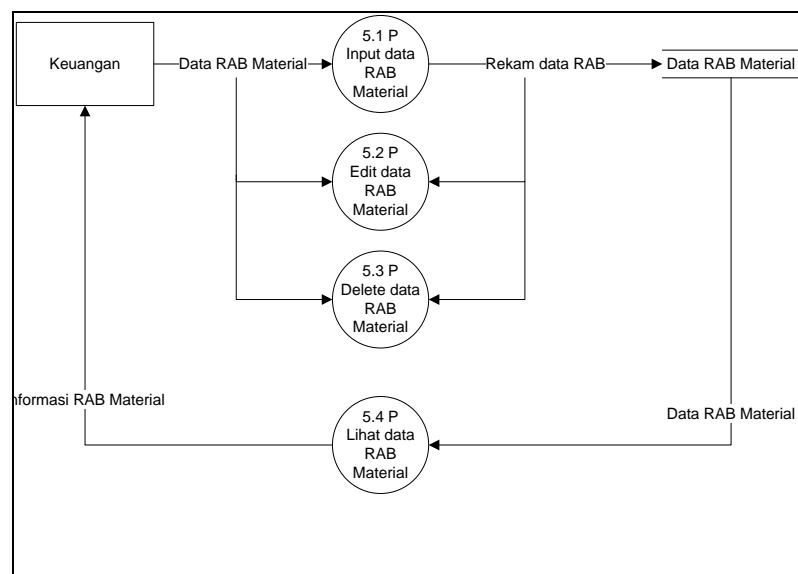 5.1 P
Input data
RAB
Material
Keuangan
Data RAB Material
Rekam data RAB
Data RAB Material
5.2 P
Edit data
RAB
Material
5.3 P
Delete data
RAB
Material
nformasi RAB Material
5.4 P
Lihat data
RAB
Material
Data RAB Material